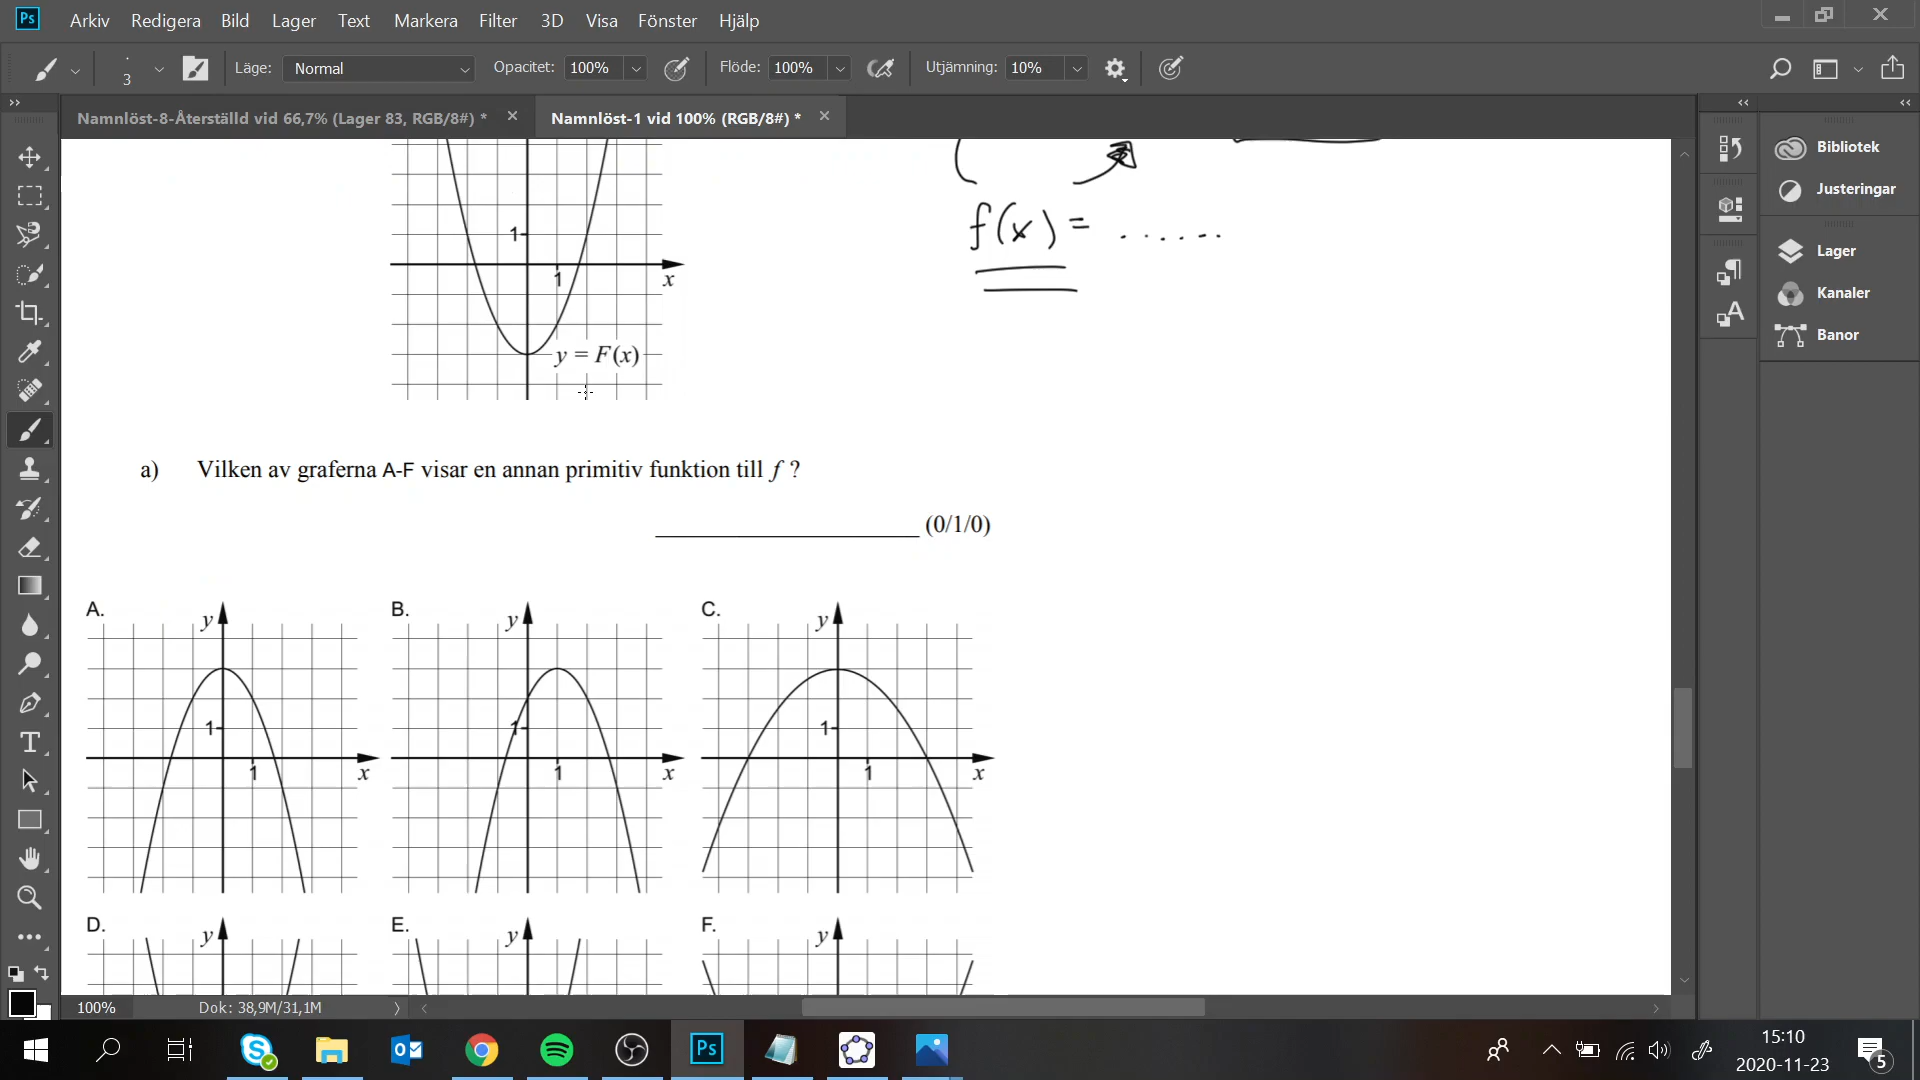 Ps Arkiv Redigera Bild Lager Text Markera Filter 3D Visa Fönster Hjälp
3 Läge: Normal Opacitet: 100% Flöde: 100% Utjämning: 10%
Namnlöst-8-Återställd vid 66,7% (Lager 83, RGB/8#) * Namnlöst-1 vid 100% (RGB/8#) *
Bibliotek
Justeringar
Lager
Kanaler
Banor
1
1
x
y = F(x)
f(x) = ......
a) Vilken av graferna A-F visar en annan primitiv funktion till f ?
(0/1/0)
A. y 1 1 x
B. y 1 1 x
C. y 1 1 x
D. y
E. y
F. y
100% Dok: 38,9M/31,1M
15:10
2020-11-23
5